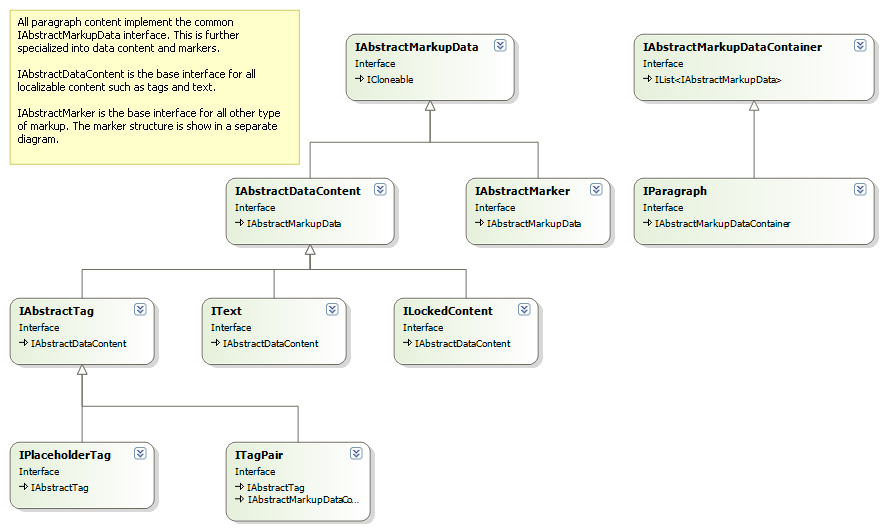 All paragraph content implement the common
IAbstractMarkupData interface. This is further
specialized into data content and markers.
IAbstractDataContent is the base interface for all
localizable content such as tags and text.
IAbstractMarker is the base interface for all other type
of markup. The marker structure is show in a separate
diagram.
IAbstractMarkupData
Interface
ICloneable
IAbstractMarkupDataContainer
Interface
IList<IAbstractMarkupData>
IAbstractDataContent
Interface
IAbstractMarkupData
IAbstractMarker
Interface
IAbstractMarkupData
IParagraph
Interface
IAbstractMarkupDataContainer
IAbstractTag
Interface
IAbstractDataContent
IText
Interface
IAbstractDataContent
ILockedContent
Interface
IAbstractDataContent
IPlaceholderTag
Interface
IAbstractTag
ITagPair
Interface
IAbstractTag
IAbstractMarkupDataCo...